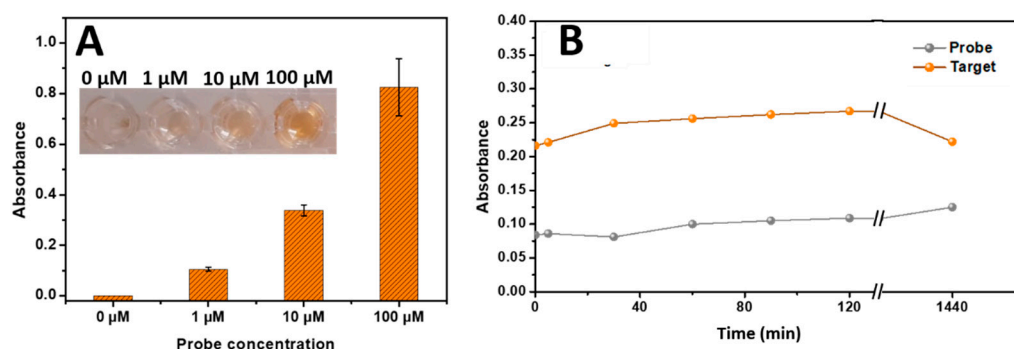 A
0 µM 1 µM 10 µM 100 µM
1.0
0.8
0.6
0.4
0.2
0.0
Absorbance
0 µM 1 µM 10 µM 100 µM
Probe concentration
B
Probe
Target
0.40
0.35
0.30
0.25
0.20
0.15
0.10
0.05
0.00
Absorbance
0 40 80 120 1440
Time (min)